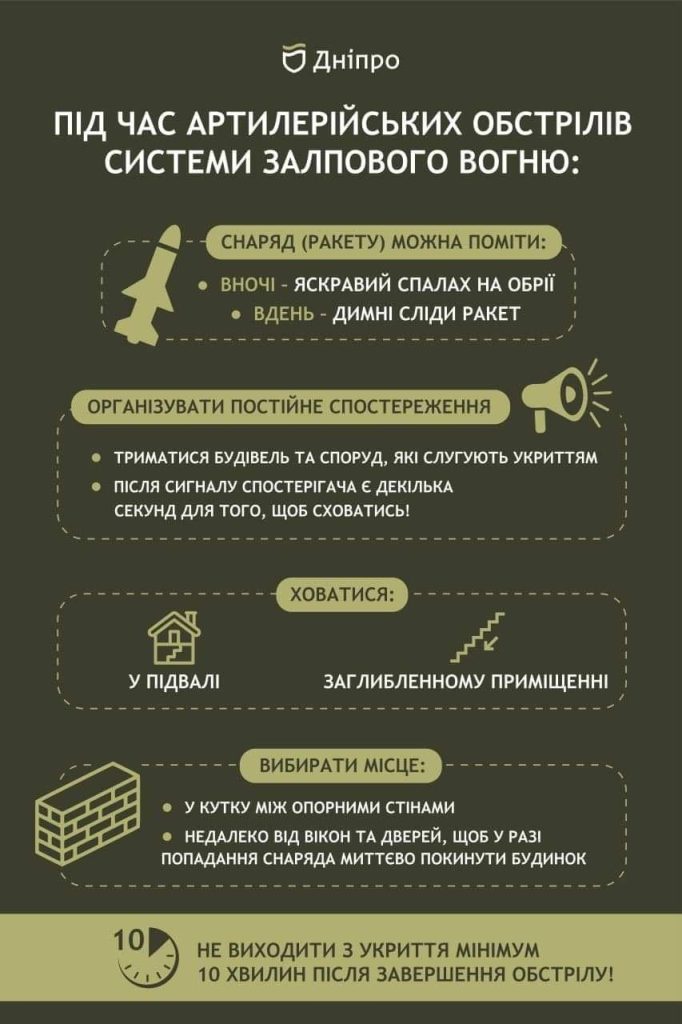 Дніпро
ПІД ЧАС АРТИЛЕРІЙСЬКИХ ОБСТРІЛІВ
СИСТЕМИ ЗАЛПОВОГО ВОГНЮ:
СНАРЯД (РАКЕТУ) МОЖНА ПОМІТИ:
• ВНОЧІ – ЯСКРАВИЙ СПАЛАХ НА ОБРІЇ
• ВДЕНЬ – ДИМНІ СЛІДИ РАКЕТ
ОРГАНІЗУВАТИ ПОСТІЙНЕ СПОСТЕРЕЖЕННЯ
• ТРИМАТИСЯ БУДІВЕЛЬ ТА СПОРУД, ЯКІ СЛУГУЮТЬ УКРИТТЯМ
• ПІСЛЯ СИГНАЛУ СПОСТЕРІГАЧА Є ДЕКІЛЬКА
СЕКУНД ДЛЯ ТОГО, ЩОБ СХОВАТИСЬ!
ХОВАТИСЯ:
У ПІДВАЛІ
ЗАГЛИБЛЕННОМУ ПРИМІЩЕННІ
ВИБИРАТИ МІСЦЕ:
• У КУТКУ МІЖ ОПОРНИМИ СТІНАМИ
• НЕДАЛЕКО ВІД ВІКОН ТА ДВЕРЕЙ, ЩОБ У РАЗІ
ПОПАДАННЯ СНАРЯДА МИТТЄВО ПОКИНУТИ БУДИНОК
10
НЕ ВИХОДИТИ З УКРИТТЯ МІНІМУМ
10 ХВИЛИН ПІСЛЯ ЗАВЕРШЕННЯ ОБСТРІЛУ!